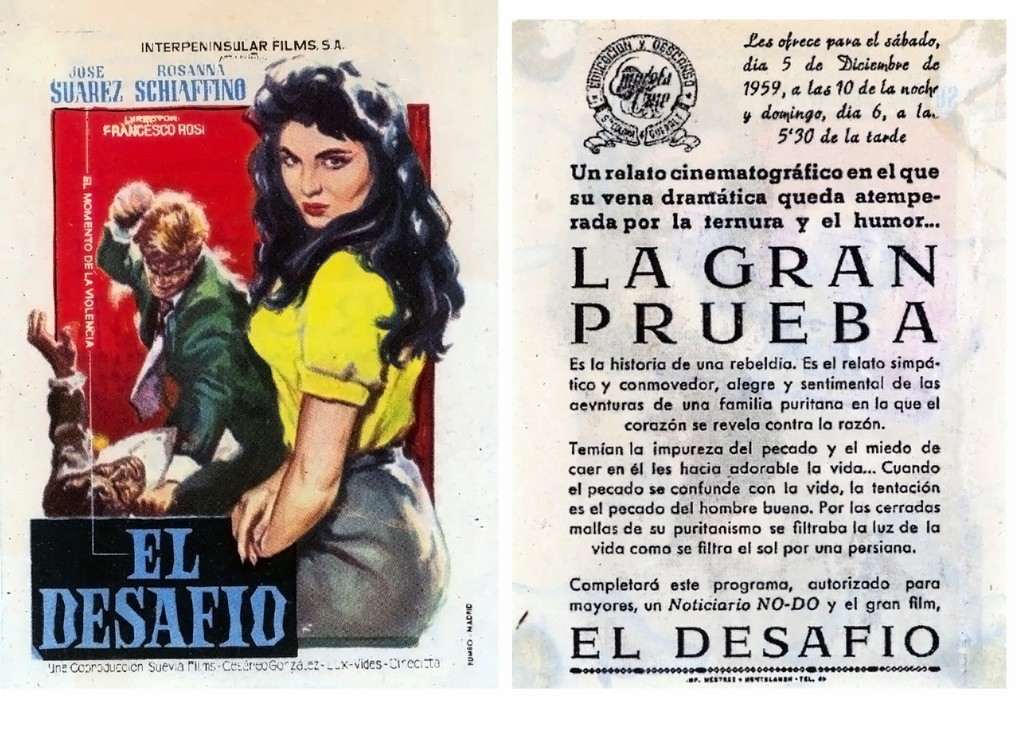 INTERPENINSULAR FILMS, S.A.
JOSE ROSANNA
SUAREZ SCHIAFFINO
DIRECTOR:
FRANCESCO ROSI
EL MOMENTO DE LA VIOLENCIA
EL
DESAFIO
Una Coproduccion Suevia Films-Cesáreo González-Lux-Vides-Cinecitta
MADRID
EDUCACION Y DESCANSO
Les ofrece para el sábado,
día 5 de Diciembre de
1959, a las 10 de la noche
y domingo, día 6, a las
5'30 de la tarde
Un relato cinematográfico en el que
su vena dramática queda atempe-
rada por la ternura y el humor...
LA GRAN
PRUEBA
Es la historia de una rebeldía. Es el relato simpá-
tico y conmovedor, alegre y sentimental de las
aevnturas de una familia puritana en la que el
corazón se revela contra la razón.
Temían la impureza del pecado y el miedo de
caer en él les hacía adorable la vida... Cuando
el pecado se confunde con la vida, la tentación
es el pecado del hombre bueno. Por las cerradas
mallas de su puritanismo se filtraba la luz de la
vida como se filtra el sol por una persiana.
Completará este programa, autorizado para
mayores, un Noticiario NO-DO y el gran film,
EL DESAFIO